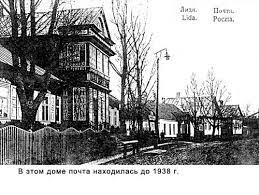 Лида. Почта.
Lida. Poczta.
В этом доме почта находилась до 1938 г.